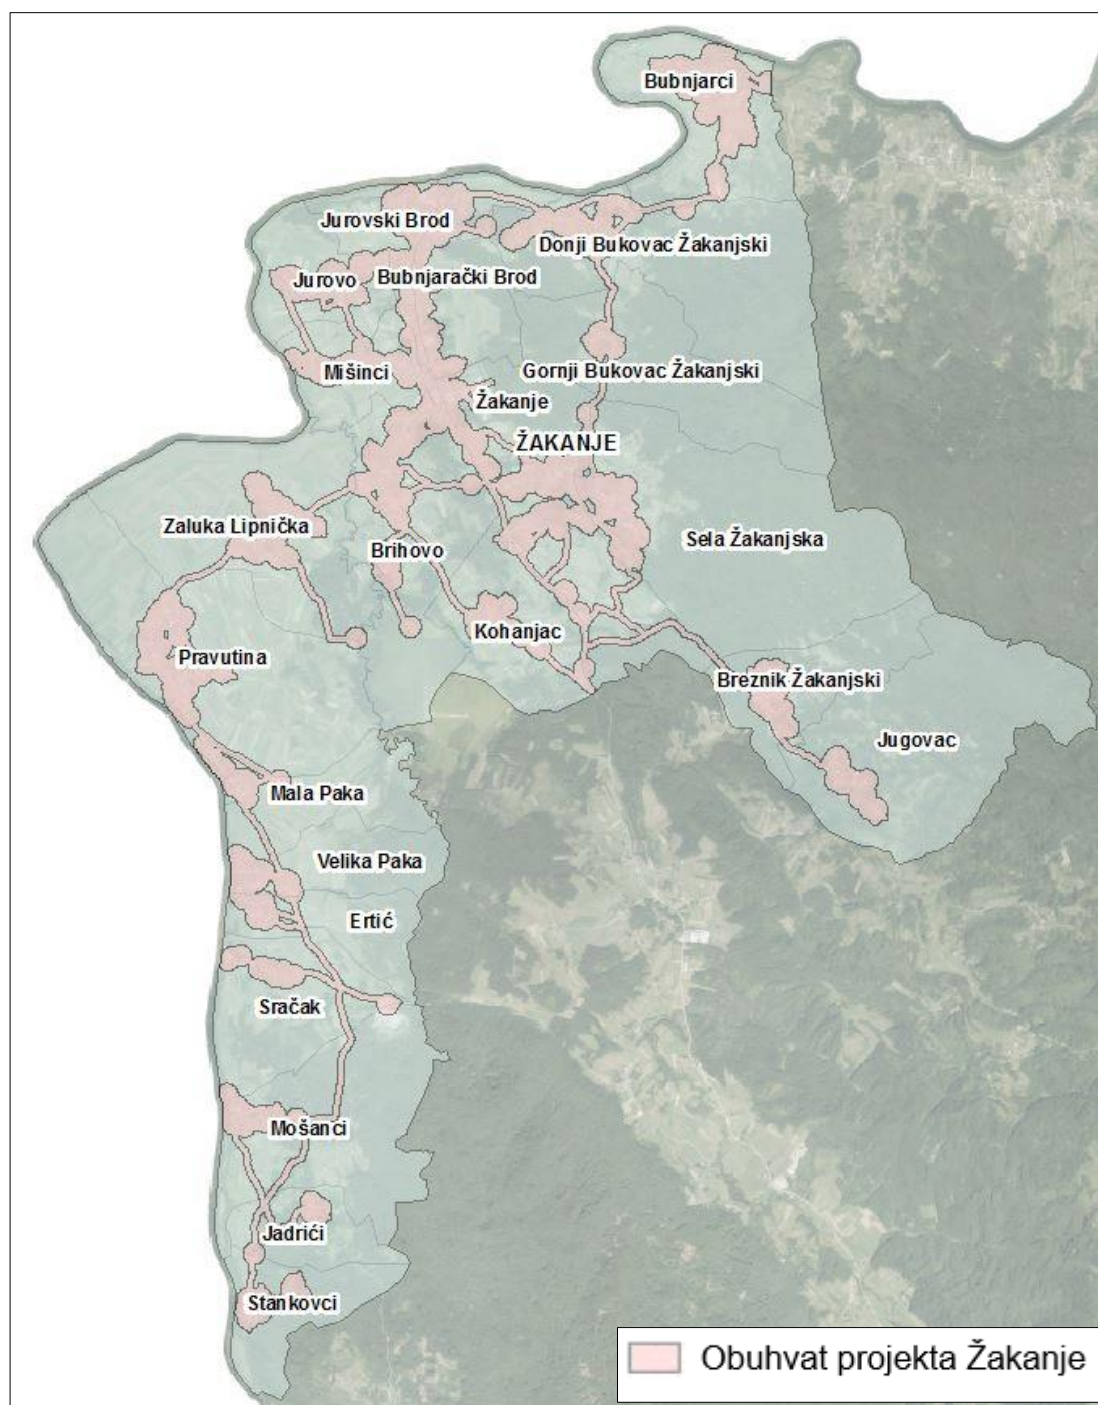 Bubnjarci
Jurovski Brod
Donji Bukovac Žakanjski
Jurovo
Bubnjarački Brod
Mišinci
Gornji Bukovac Žakanjski
Žakanje
ŽAKANJE
Zaluka Lipnička
Sela Žakanjska
Brihovo
Kohanjac
Pravutina
Breznik Žakanjski
Jugovac
Mala Paka
Velika Paka
Ertić
Sračak
Mošanci
Jadrići
Stankovci
Obuhvat projekta Žakanje